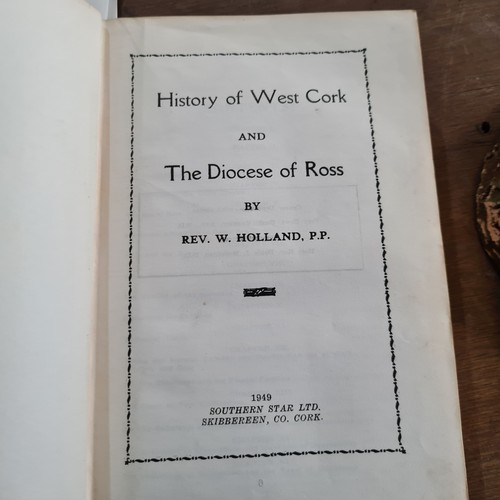 History of West Cork
AND
The Diocese of Ross
BY
REV. W. HOLLAND, P.P.
1949
SOUTHERN STAR LTD.
SKIBBEREEN, CO. CORK.